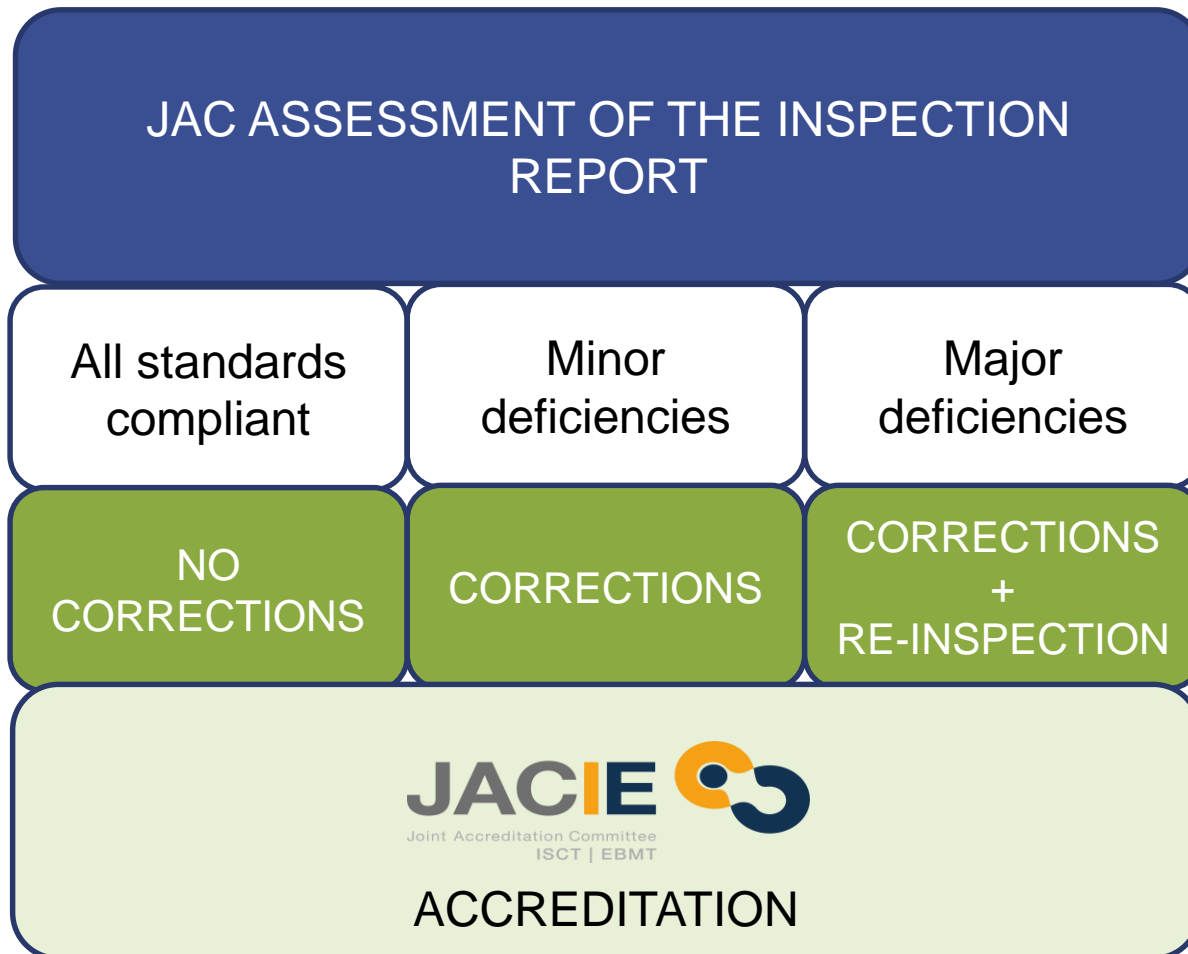 JAC ASSESSMENT OF THE INSPECTION
REPORT
All standards
compliant
Minor
deficiencies
Major
deficiencies
NO
CORRECTIONS
CORRECTIONS
CORRECTIONS
+
RE-INSPECTION
JACIE
Joint Accreditation Committee
ISCT | EBMT
ACCREDITATION